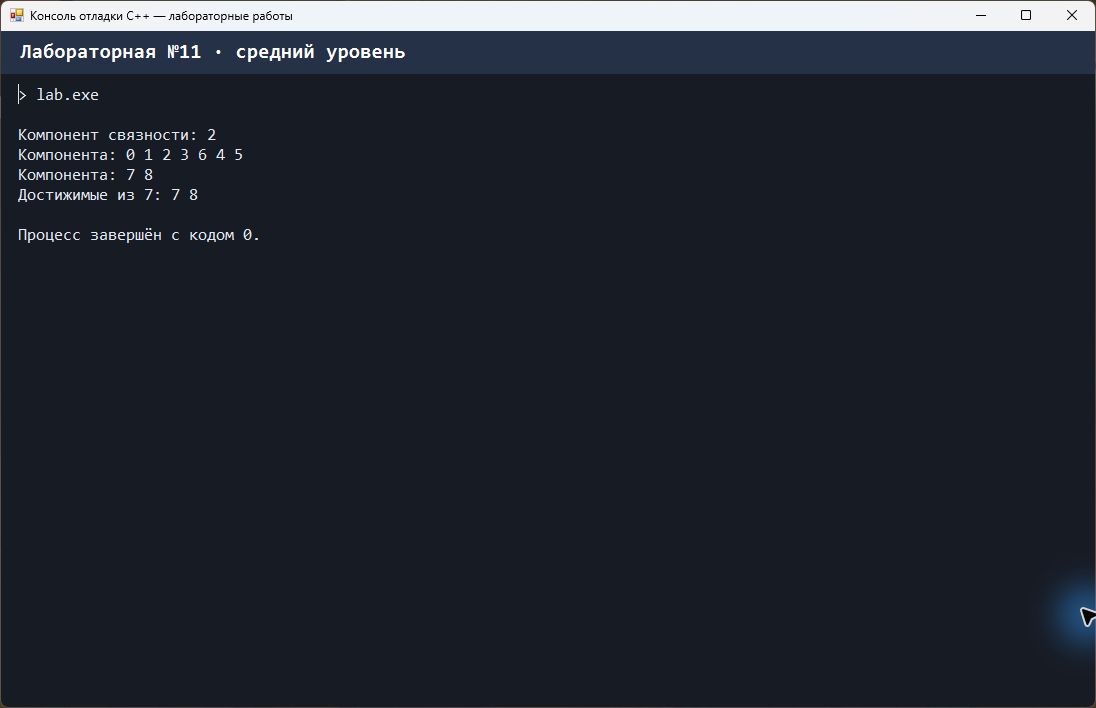 Консоль отладки C++ — лабораторные работы
Лабораторная №11 · средний уровень
> lab.exe
Компонент связности: 2
Компонента: 0 1 2 3 6 4 5
Компонента: 7 8
Достижимые из 7: 7 8
Процесс завершён с кодом 0.